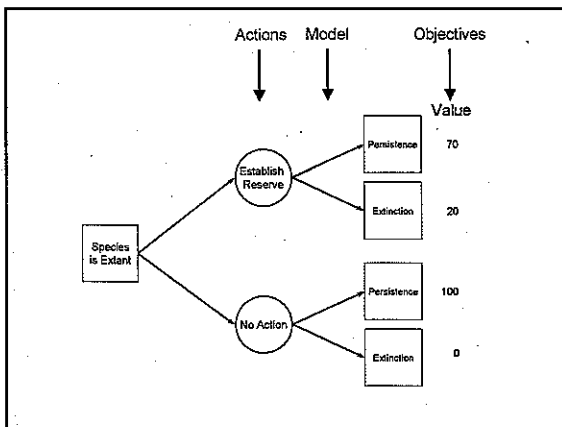 Actions Model Objectives
Value
Persistence 70
Establish
Reserve
Extinction 20
Species
is Extant
Persistence 100
No Action
Extinction 0